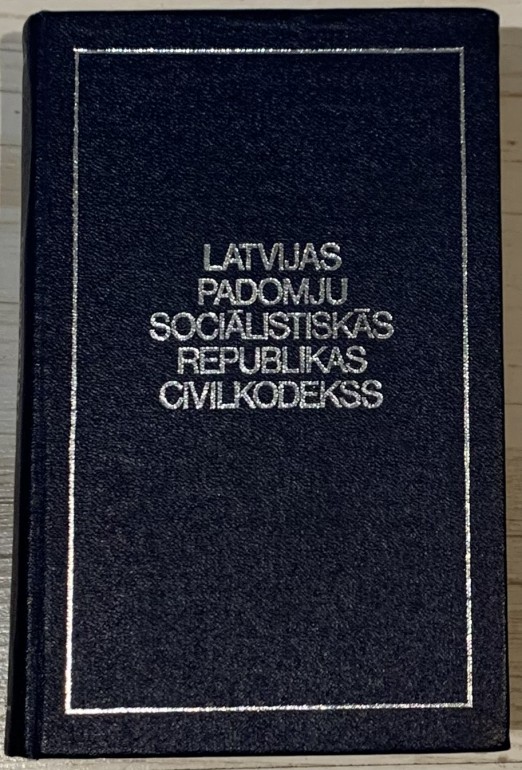 LATVIJAS
PADOMJU
SOCIĀLISTISKĀS
REPUBLIKAS
CIVILKODEKSS